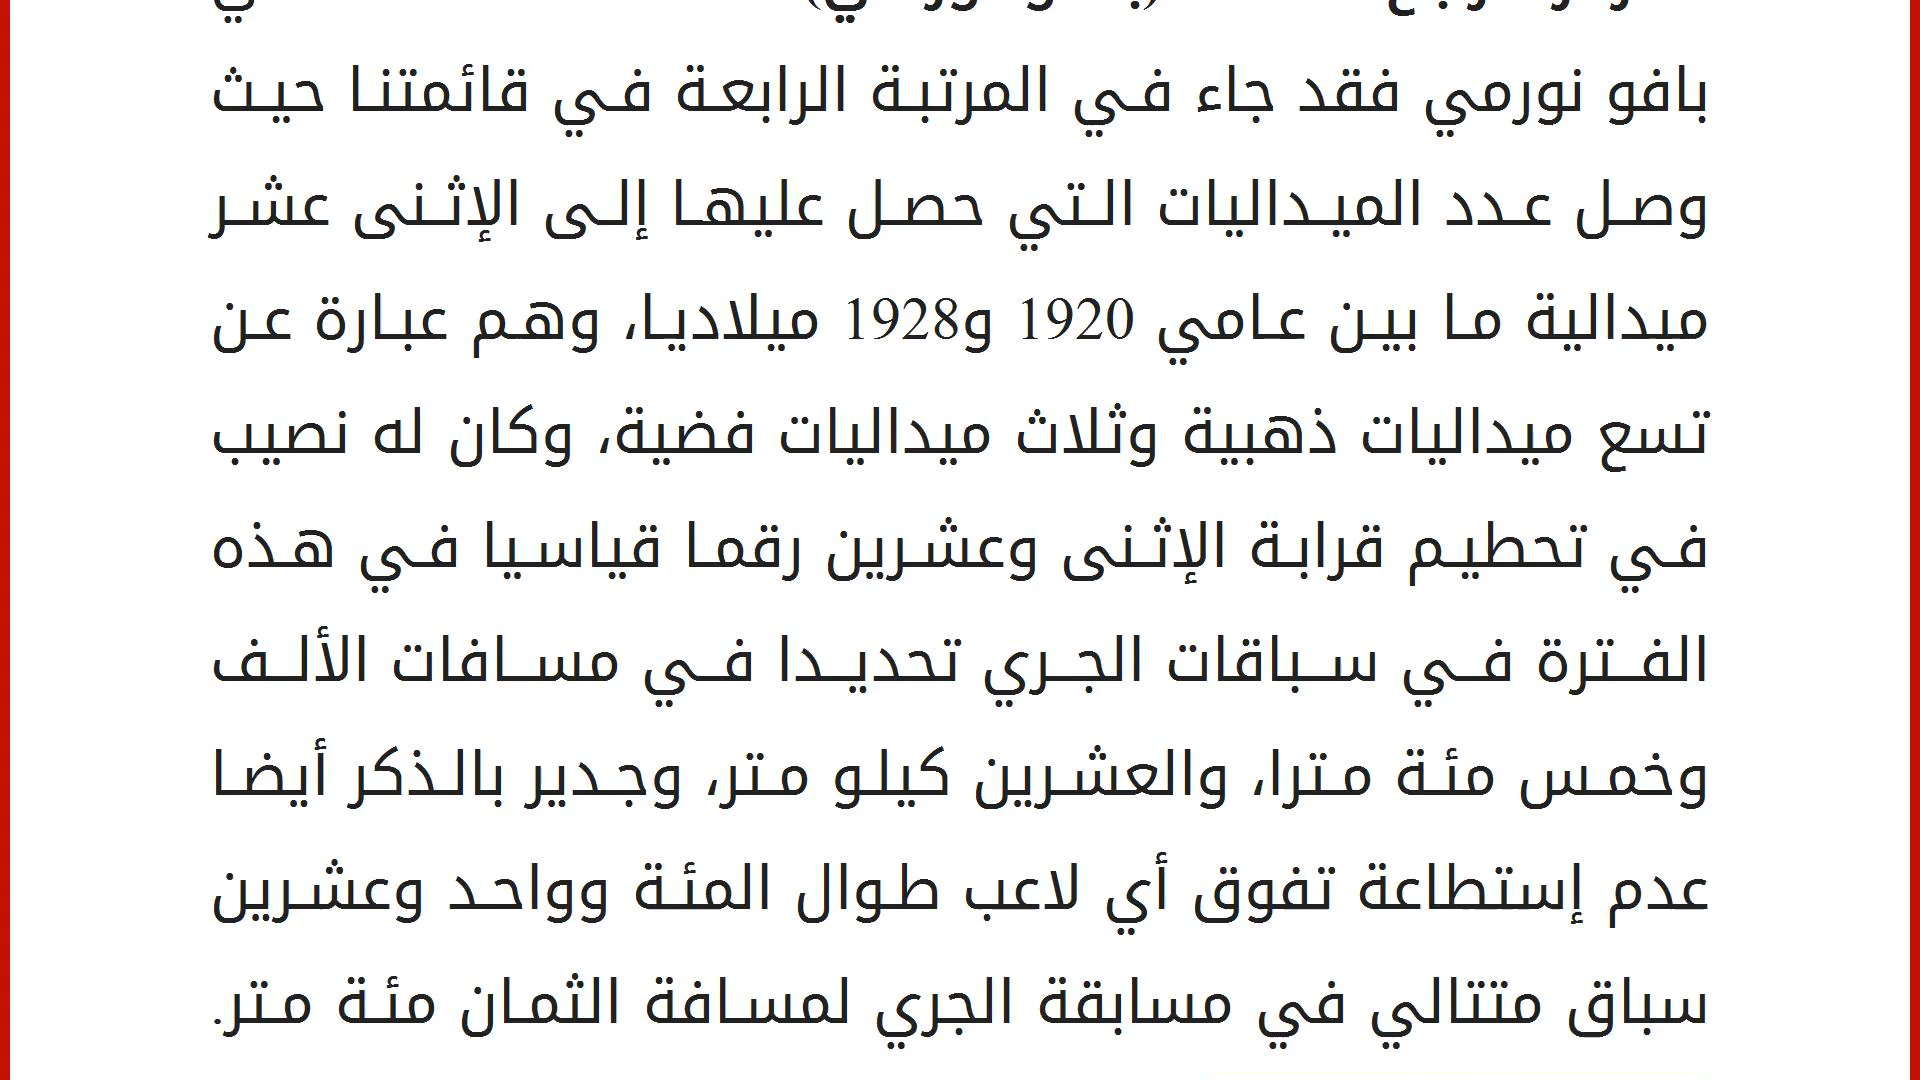 بافو نورمي فقد جاء في المرتبة الرابعة في قائمتنا حيث
وصل عدد الميداليات التي حصل عليها إلى الإثنى عشر
ميدالية ما بين عامي 1920 و1928 ميلاديا، وهم عبارة عن
تسع ميداليات ذهبية وثلاث ميداليات فضية، وكان له نصيب
في تحطيم قرابة الإثنى وعشرين رقما قياسيا في هذه
الفترة في سباقات الجري تحديدا في مسافات الألف
وخمس مئة مترا، والعشرين كيلو متر، وجدير بالذكر أيضا
عدم إستطاعة تفوق أي لاعب طوال المئة وواحد وعشرين
سباق متتالي في مسابقة الجري لمسافة الثمان مئة متر.